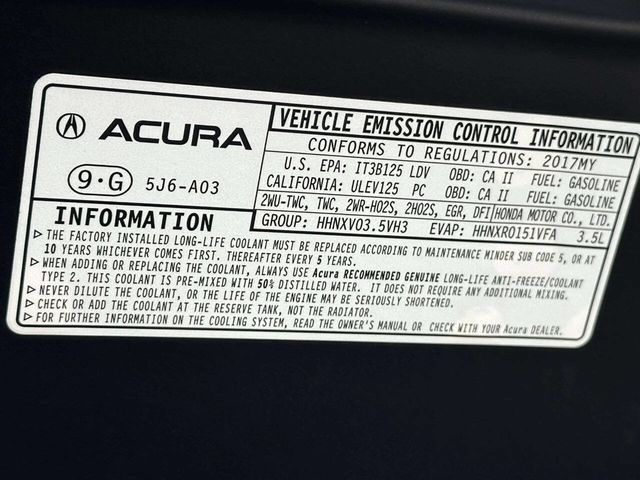 ACURA
9·G 5J6-A03
VEHICLE EMISSION CONTROL INFORMATION
CONFORMS TO REGULATIONS: 2017MY
U.S. EPA: IT3B125 LDV OBD: CA II FUEL: GASOLINE
CALIFORNIA: ULEV125 PC OBD: CA II FUEL: GASOLINE
2WU-TWC, TWC, 2WR-HO2S, 2HO2S, EGR, DFI HONDA MOTOR CO., LTD.
GROUP: HHNXV03.5VH3 EVAP: HHNXR0151VFA 3.5L
INFORMATION
▷ THE FACTORY INSTALLED LONG-LIFE COOLANT MUST BE REPLACED ACCORDING TO MAINTENANCE MINDER SUB CODE 5, OR AT
10 YEARS WHICHEVER COMES FIRST. THEREAFTER EVERY 5 YEARS.
▷ WHEN ADDING OR REPLACING THE COOLANT, ALWAYS USE Acura RECOMMENDED GENUINE LONG-LIFE ANTI-FREEZE/COOLANT
TYPE 2. THIS COOLANT IS PRE-MIXED WITH 50% DISTILLED WATER. IT DOES NOT REQUIRE ANY ADDITIONAL MIXING.
▷ NEVER DILUTE THE COOLANT, OR THE LIFE OF THE ENGINE MAY BE SERIOUSLY SHORTENED.
▷ CHECK OR ADD THE COOLANT AT THE RESERVE TANK, NOT THE RADIATOR.
▷ FOR FURTHER INFORMATION ON THE COOLING SYSTEM, READ THE OWNER'S MANUAL OR CHECK WITH YOUR Acura DEALER.